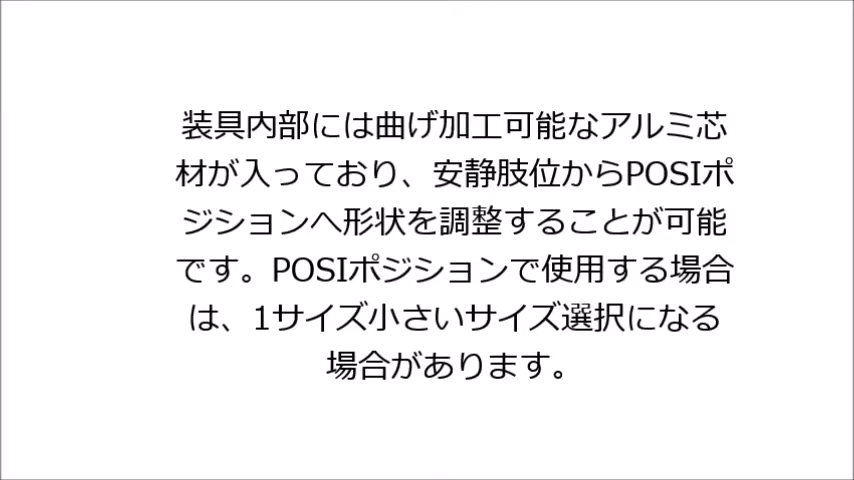 装具内部には曲げ加工可能なアルミ芯
材が入っており、安静肢位からPOSIポ
ジションへ形状を調整することが可能
です。POSIポジションで使用する場合
は、1サイズ小さいサイズ選択になる
場合があります。